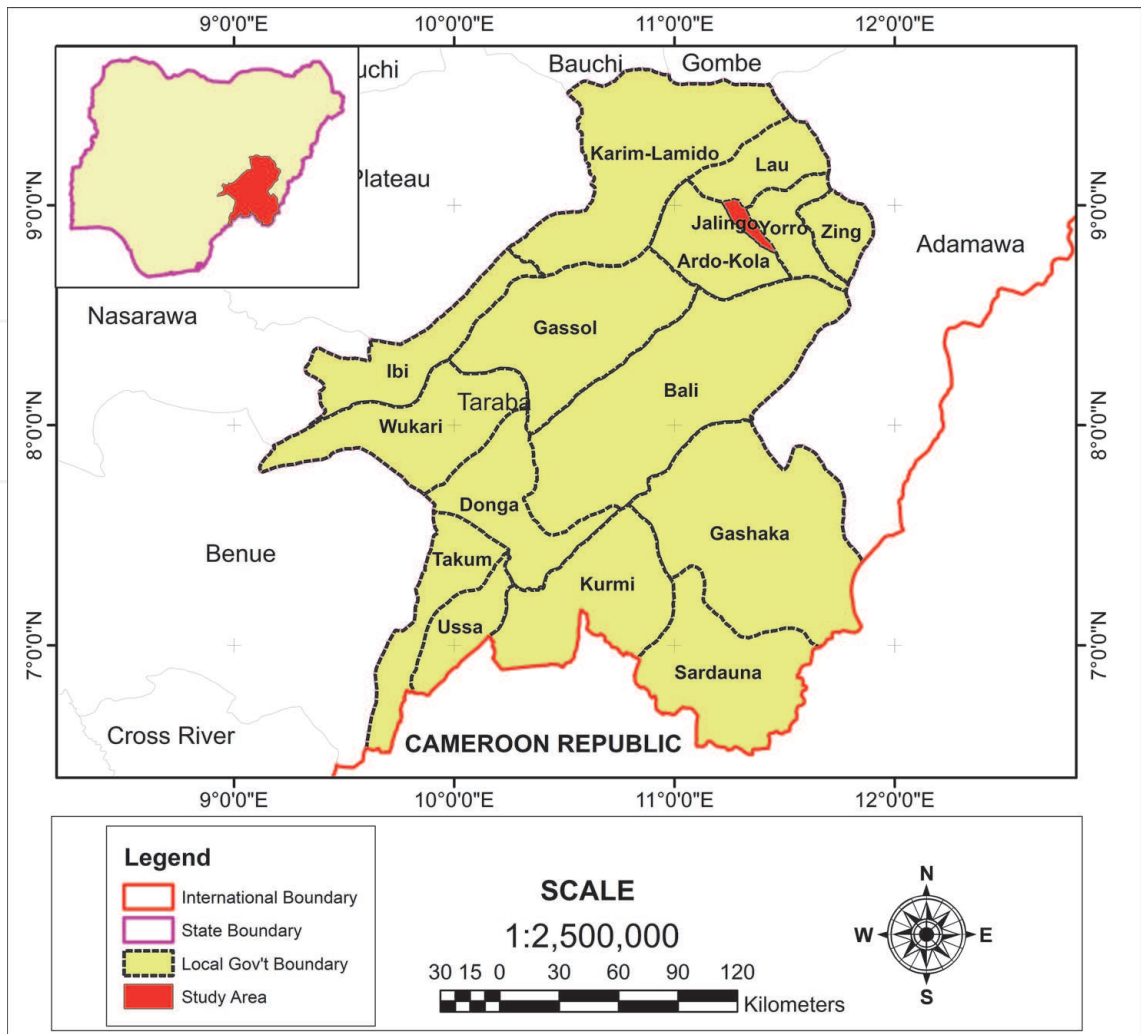 9°0'0"E 10°0'0"E 11°0'0"E 12°0'0"E
uchi
Bauchi
Gombe
Plateau
Karim-Lamido
Lau
9°0'0"N
9°0'0"N
Jalingo
Yorro
Zing
Adamawa
Ardo-Kola
Nasarawa
Gassol
Ibi
Bali
Taraba
8°0'0"N
8°0'0"N
Wukari
Donga
Gashaka
Benue
Takum
Kurmi
Ussa
7°0'0"N
7°0'0"N
Sardauna
Cross River
CAMEROON REPUBLIC
9°0'0"E 10°0'0"E 11°0'0"E 12°0'0"E
Legend
International Boundary
State Boundary
Local Gov't Boundary
Study Area
SCALE
1:2,500,000
30 15 0 30 60 90 120
Kilometers
N
W E
S